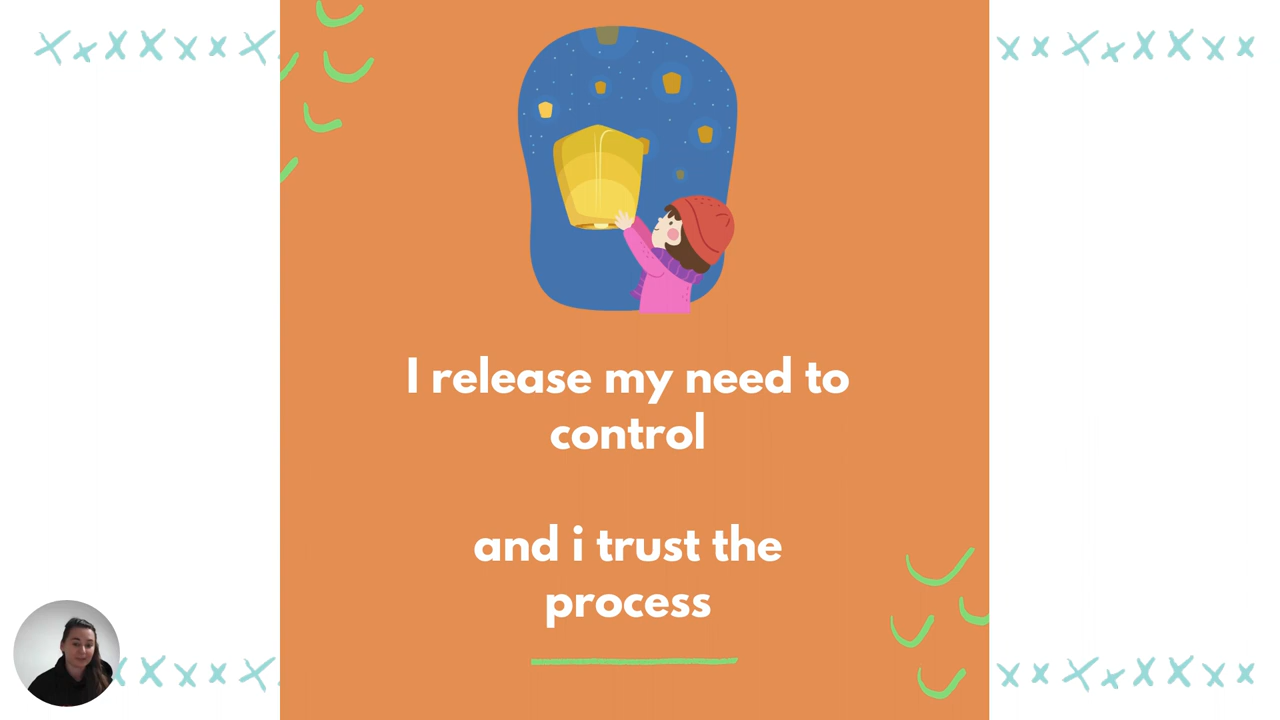 I release my need to
control
and i trust the
process